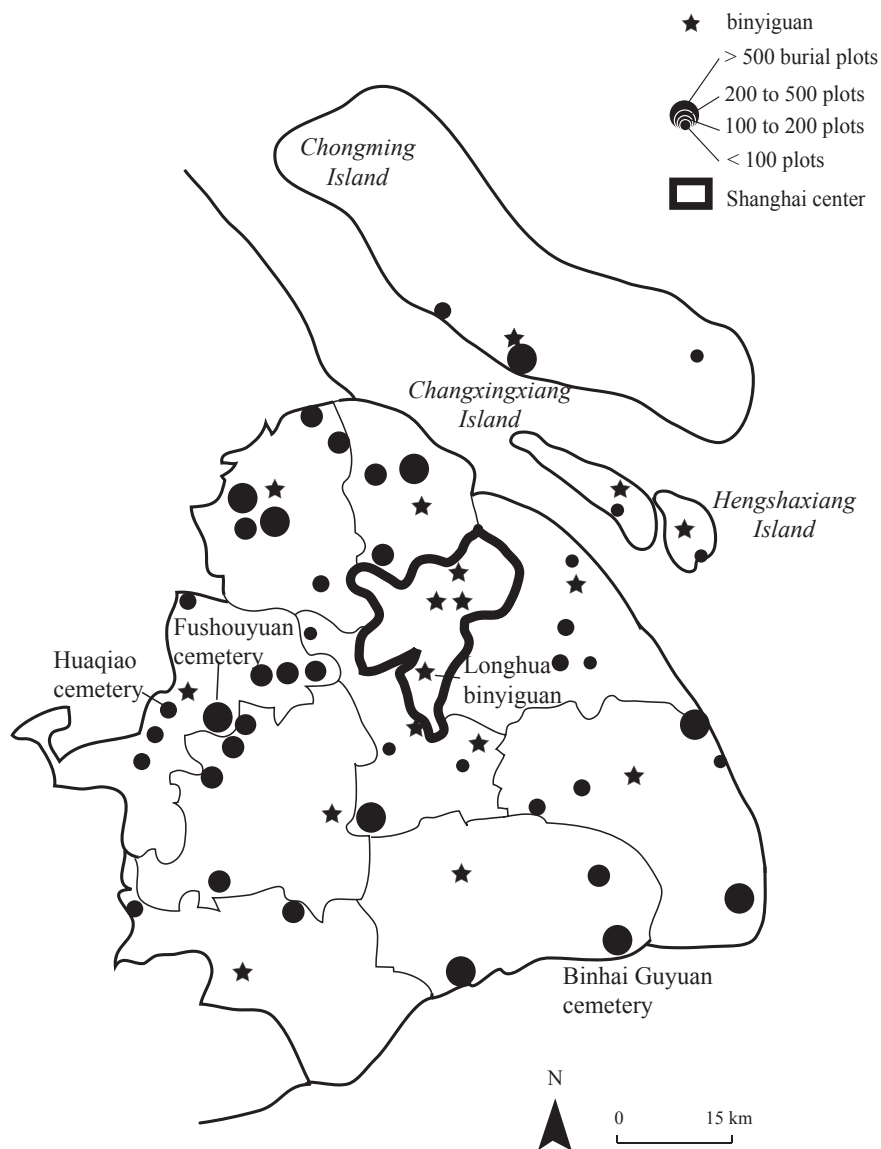 binyiguan
> 500 burial plots
200 to 500 plots
100 to 200 plots
< 100 plots
Shanghai center
Chongming
Island
Changxingxiang
Island
Hengshaxiang
Island
Fushouyuan
cemetery
Huaqiao
cemetery
Longhua
binyiguan
Binhai Guyuan
cemetery
N
0 15 km